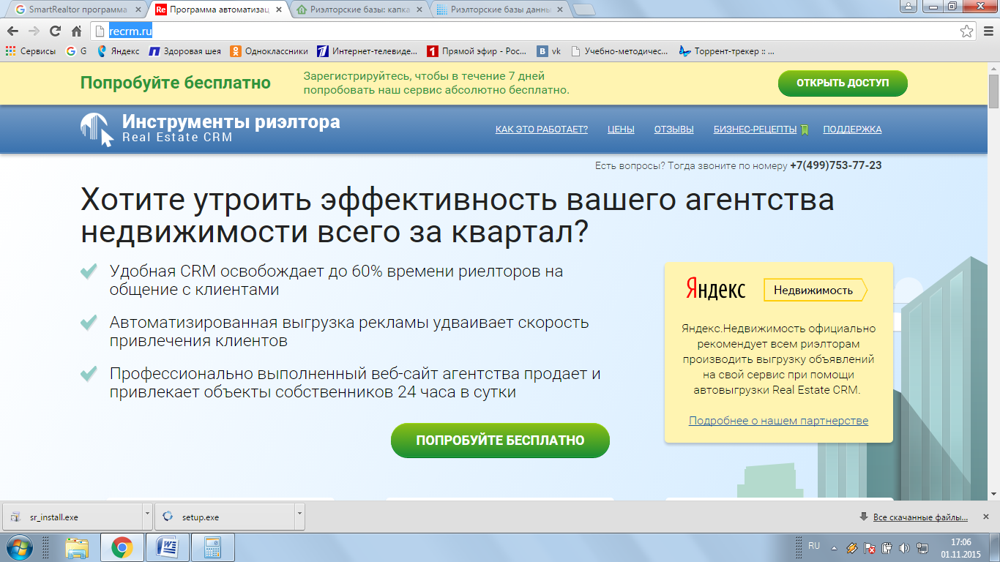 SmartRealtor программа
Программа автоматизац
Риэлторские базы: капка
Риэлторские базы данны
recrm.ru
Сервисы
G
Яндекс
Здоровая шея
Одноклассники
Интернет-телевиде...
Прямой эфир - Рос...
vk
Учебно-методичес...
Торрент-трекер :: ...
Попробуйте бесплатно
Зарегистрируйтесь, чтобы в течение 7 дней
попробовать наш сервис абсолютно бесплатно.
ОТКРЫТЬ ДОСТУП
Инструменты риэлтора
Real Estate CRM
КАК ЭТО РАБОТАЕТ?
ЦЕНЫ
ОТЗЫВЫ
БИЗНЕС-РЕЦЕПТЫ
ПОДДЕРЖКА
Есть вопросы? Тогда звоните по номеру +7(499)753-77-23
Хотите утроить эффективность вашего агентства
недвижимости всего за квартал?
Удобная CRM освобождает до 60% времени риелторов на
общение с клиентами
Автоматизированная выгрузка рекламы удваивает скорость
привлечения клиентов
Профессионально выполненный веб-сайт агентства продает и
привлекает объекты собственников 24 часа в сутки
ПОПРОБУЙТЕ БЕСПЛАТНО
Яндекс Недвижимость
Яндекс.Недвижимость официально
рекомендует всем риэлторам
производить выгрузку объявлений
на свой сервис при помощи
автовыгрузки Real Estate CRM.
Подробнее о нашем партнерстве
sr_install.exe
setup.exe
Все скачанные файлы...
RU
17:06
01.11.2015